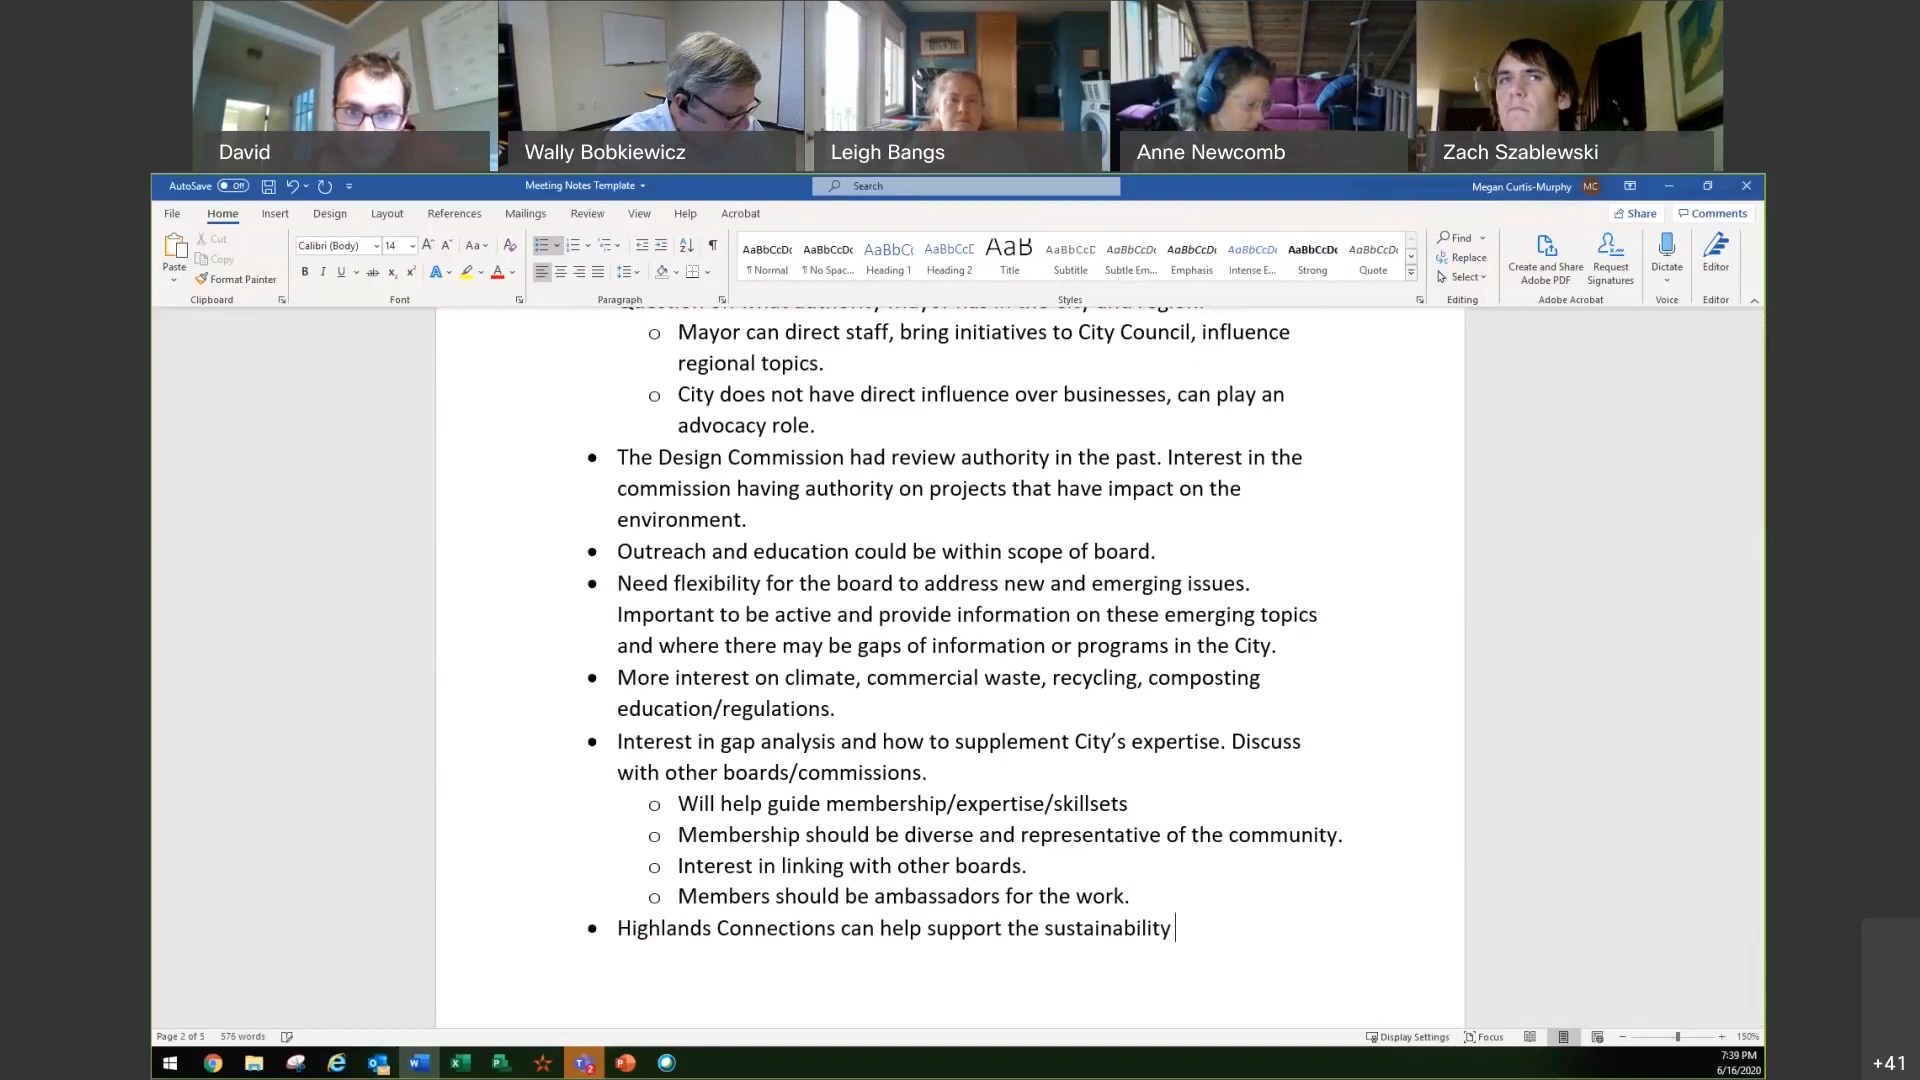 David
Wally Bobkiewicz
Leigh Bangs
Anne Newcomb
Zach Szablewski
AutoSave Off
Meeting Notes Template
Search
Megan Curtis-Murphy MC
File Home Insert Design Layout References Mailings Review View Help Acrobat
Share Comments
Paste
Cut
Copy
Format Painter
Clipboard
Calibri (Body) 14
Font
Paragraph
AaBbCcDc AaBbCcDc AaBbCc AaBbCcD AaB AaBbCcD AaBbCcDc AaBbCcDc AaBbCcDc AaBbCcDc AaBbCcDc
¶ Normal ¶ No Spac... Heading 1 Heading 2 Title Subtitle Subtle Em... Emphasis Intense E... Strong Quote
Styles
Find
Replace
Select
Editing
Create and Share Adobe PDF
Request Signatures
Adobe Acrobat
Dictate
Voice
Editor
Editor
Question on what authority Mayor has in the City and region.
o Mayor can direct staff, bring initiatives to City Council, influence
regional topics.
o City does not have direct influence over businesses, can play an
advocacy role.
• The Design Commission had review authority in the past. Interest in the
commission having authority on projects that have impact on the
environment.
• Outreach and education could be within scope of board.
• Need flexibility for the board to address new and emerging issues.
Important to be active and provide information on these emerging topics
and where there may be gaps of information or programs in the City.
• More interest on climate, commercial waste, recycling, composting
education/regulations.
• Interest in gap analysis and how to supplement City’s expertise. Discuss
with other boards/commissions.
o Will help guide membership/expertise/skillsets
o Membership should be diverse and representative of the community.
o Interest in linking with other boards.
o Members should be ambassadors for the work.
• Highlands Connections can help support the sustainability
Page 2 of 5 576 words
Display Settings Focus
150%
7:39 PM
6/16/2020
+41